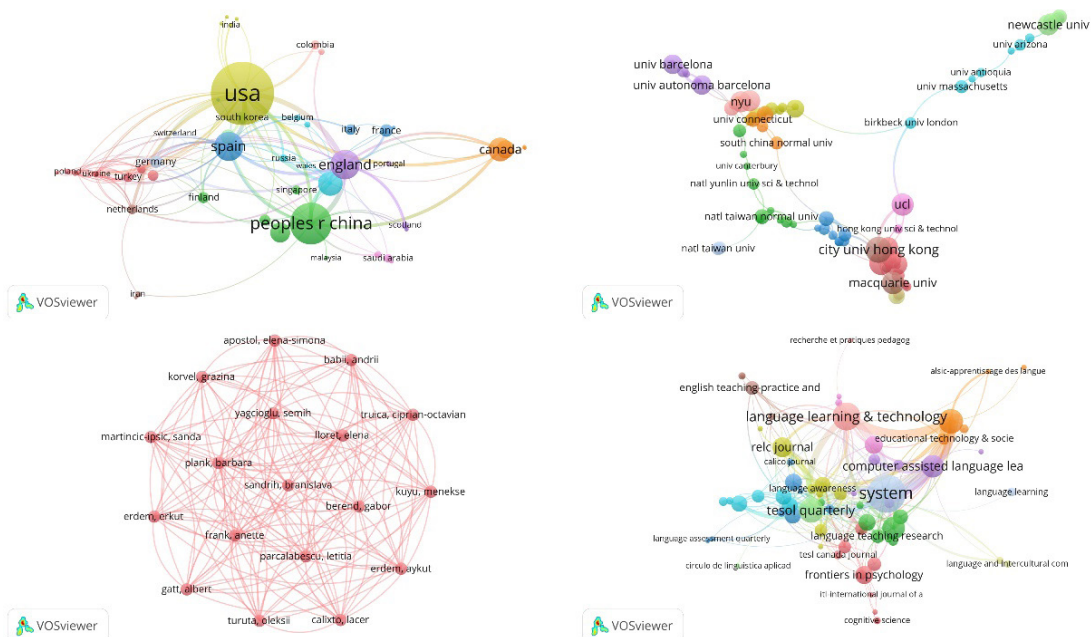 india
colombia
usa
south korea
belgium
switzerland
italy
france
spain
canada
russia
wales
england
portugal
germany
poland
ukraine
turkey
singapore
finland
netherlands
peoples r china
scotland
malaysia
saudi arabia
iran
VOSviewer
newcastle univ
univ arizona
univ barcelona
univ antioquia
univ autonoma barcelona
univ massachusetts
nyu
univ connecticut
birkbeck univ london
south china normal univ
univ canterbury
natl yunlin univ sci & technol
ucl
natl taiwan normal univ
hong kong univ sci & technol
natl taiwan univ
city univ hong kong
macquarie univ
VOSviewer
apostol, elena-simona
babii, andrii
korvel, grazina
yagcioglu, semih
truica, ciprian-octavian
martincic-ipsic, sanda
floret, elena
plank, barbara
sandrih, branislava
kuyu, menekse
berend, gabor
erdem, erkut
frank, anette
parcalabescu, letitia
erdem, aykut
gatt, albert
turuta, oleksii
calixto, lacer
VOSviewer
recherche et pratiques pedagog
alsic-apprentissage des langue
english teaching-practice and
language learning & technology
educational technology & socie
relc journal
calico journal
computer assisted language lea
language awareness
system
language learning
tesol quarterly
language assessment quarterly
language teaching research
tesl canada journal
circulo de linguistica aplicad
frontiers in psychology
language and intercultural com
itl international journal of a
cognitive science
VOSviewer